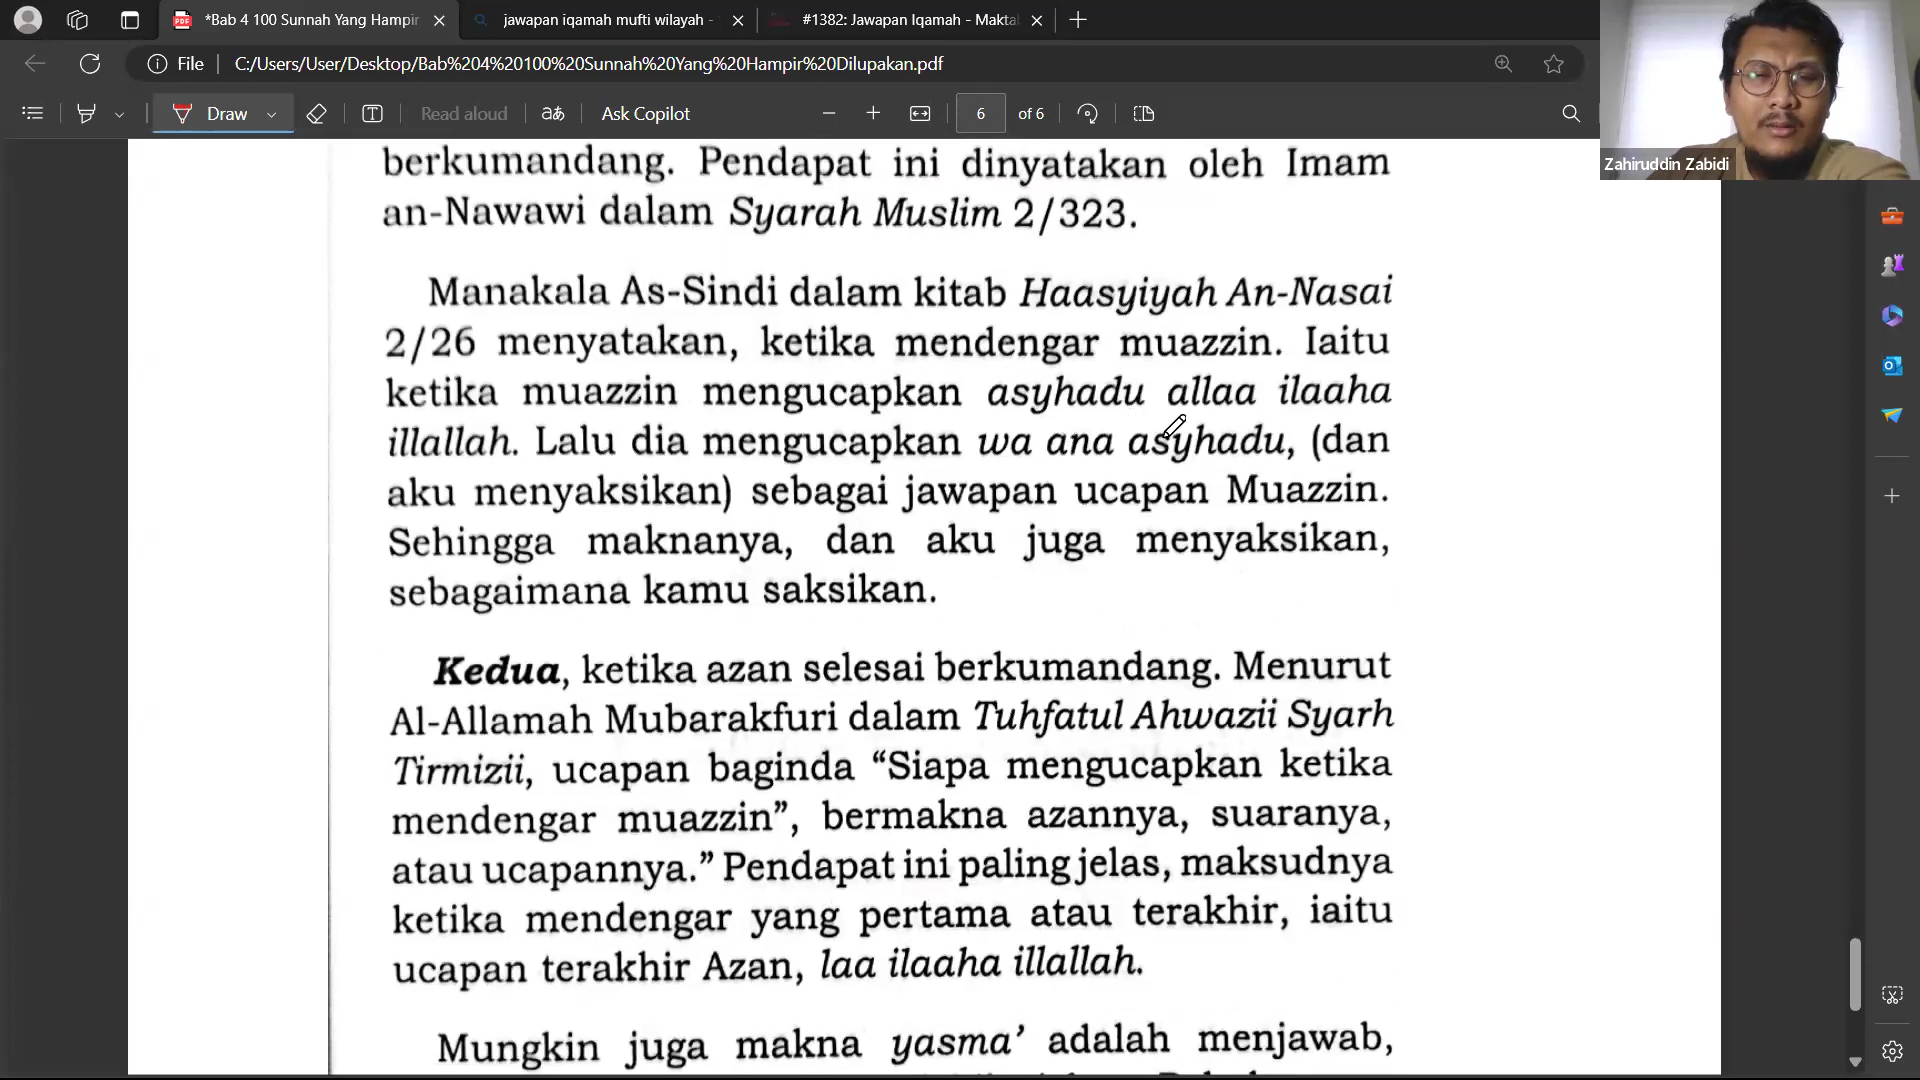 *Bab 4 100 Sunnah Yang Hampir
jawapan iqamah mufti wilayah -
#1382: Jawapan Iqamah - Makta
File
C:/Users/User/Desktop/Bab%204%20100%20Sunnah%20Yang%20Hampir%20Dilupakan.pdf
Draw
Read aloud
aあ
Ask Copilot
6 of 6
Zahiruddin Zabidi
berkumandang. Pendapat ini dinyatakan oleh Imam
an-Nawawi dalam Syarah Muslim 2/323.
Manakala As-Sindi dalam kitab Haasyiyah An-Nasai
2/26 menyatakan, ketika mendengar muazzin. Iaitu
ketika muazzin mengucapkan asyhadu allaa ilaaha
illallah. Lalu dia mengucapkan wa ana asyhadu, (dan
aku menyaksikan) sebagai jawapan ucapan Muazzin.
Sehingga maknanya, dan aku juga menyaksikan,
sebagaimana kamu saksikan.
Kedua, ketika azan selesai berkumandang. Menurut
Al-Allamah Mubarakfuri dalam Tuhfatul Ahwazii Syarh
Tirmizii, ucapan baginda “Siapa mengucapkan ketika
mendengar muazzin”, bermakna azannya, suaranya,
atau ucapannya.” Pendapat ini paling jelas, maksudnya
ketika mendengar yang pertama atau terakhir, iaitu
ucapan terakhir Azan, laa ilaaha illallah.
Mungkin juga makna yasma’ adalah menjawab,